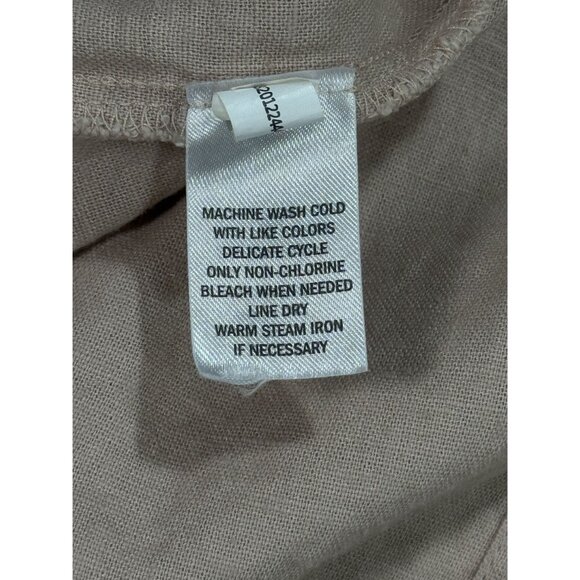 2012244
MACHINE WASH COLD
WITH LIKE COLORS
DELICATE CYCLE
ONLY NON-CHLORINE
BLEACH WHEN NEEDED
LINE DRY
WARM STEAM IRON
IF NECESSARY